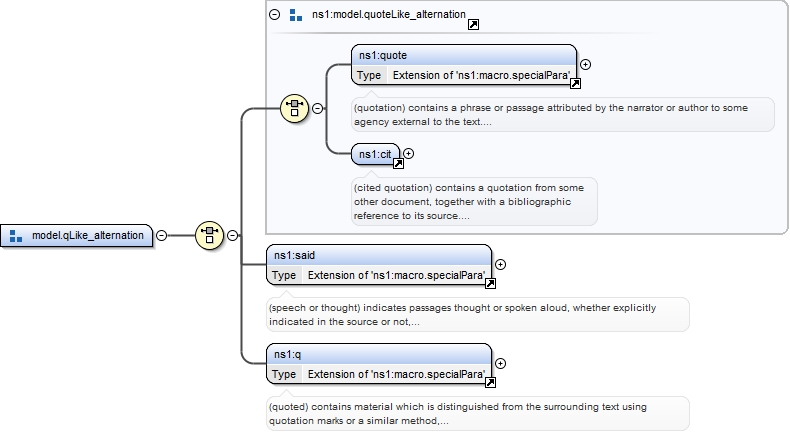 ns1:model.quoteLike_alternation
ns1:quote
Type Extension of 'ns1:macro.specialPara'
(quotation) contains a phrase or passage attributed by the narrator or author to some
agency external to the text....
ns1:cit
(cited quotation) contains a quotation from some
other document, together with a bibliographic
reference to its source....
model.qLike_alternation
ns1:said
Type Extension of 'ns1:macro.specialPara'
(speech or thought) indicates passages thought or spoken aloud, whether explicitly
indicated in the source or not,...
ns1:q
Type Extension of 'ns1:macro.specialPara'
(quoted) contains material which is distinguished from the surrounding text using
quotation marks or a similar method,...